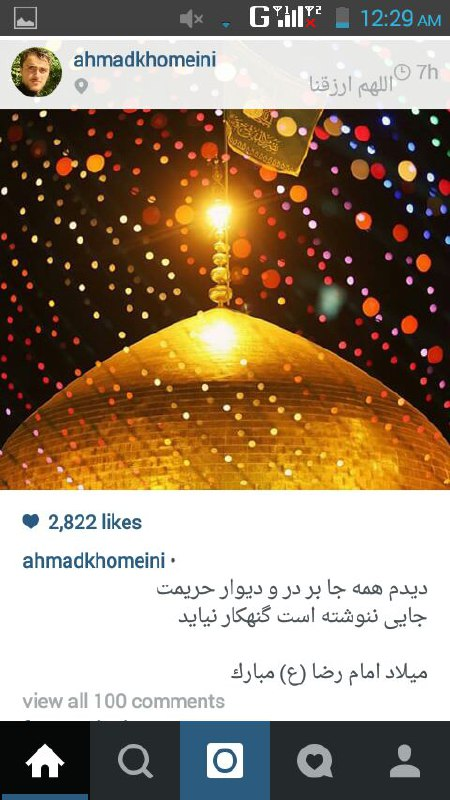 12:29 AM
ahmadkhomeini
7h
اللهم ارزقنا
2,822 likes
ahmadkhomeini •
دیدم همه جا بر در و دیوار حریمت
جایی ننوشته است گنهکار نیاید
میلاد امام رضا (ع) مبارك
view all 100 comments